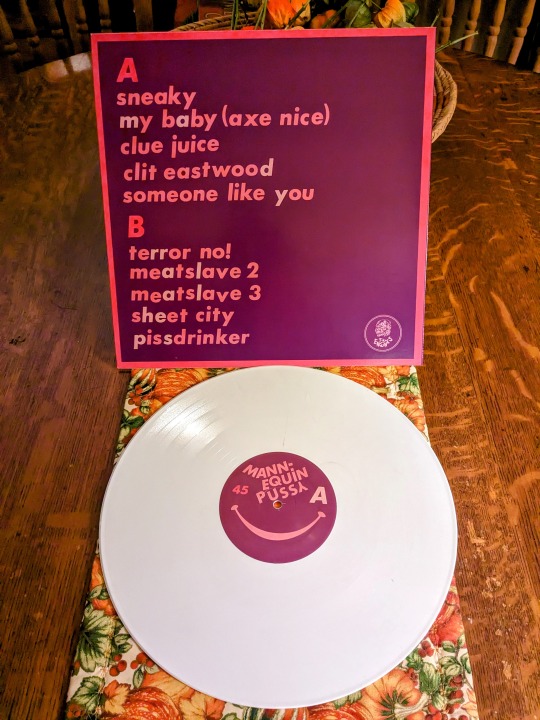 A
sneaky
my baby (axe nice)
clue juice
clit eastwood
someone like you
B
terror no!
meatslave 2
meatslave 3
sheet city
pissdrinker
MANN-
EQUiN
PUSSY
45
A